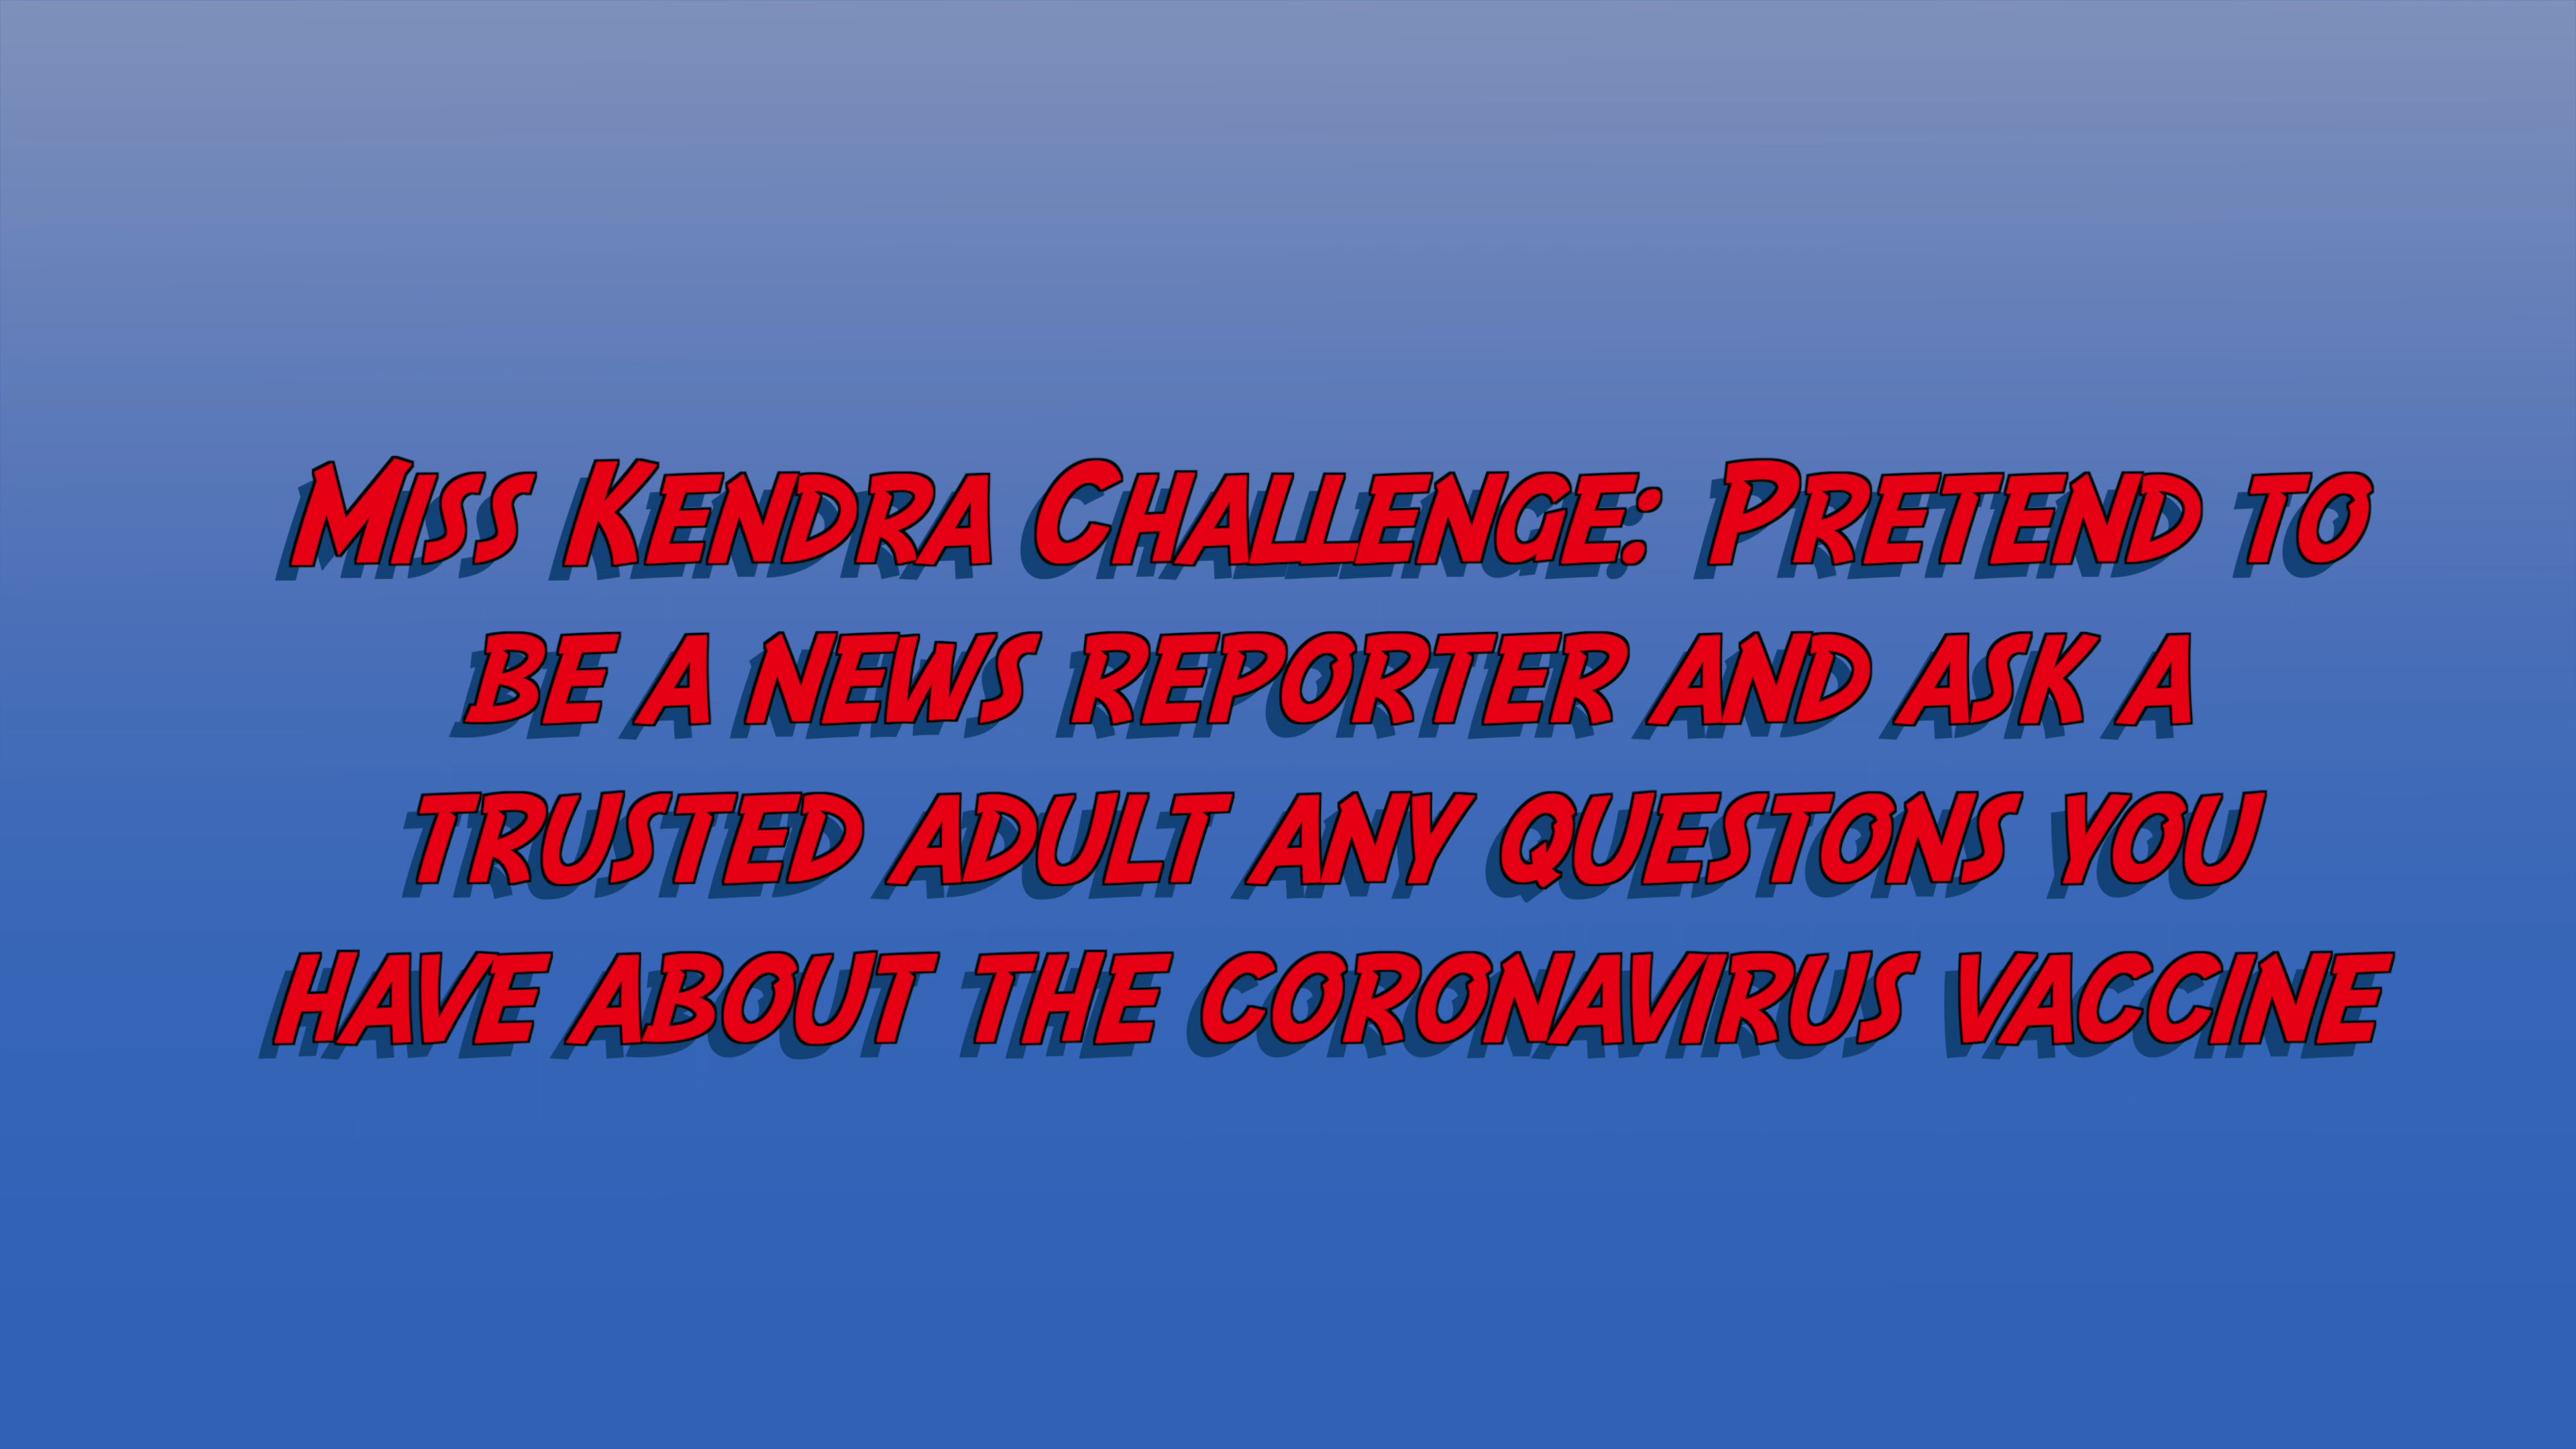 Miss Kendra Challenge: Pretend to
be a news reporter and ask a
trusted adult any questons you
have about the coronavirus vaccine